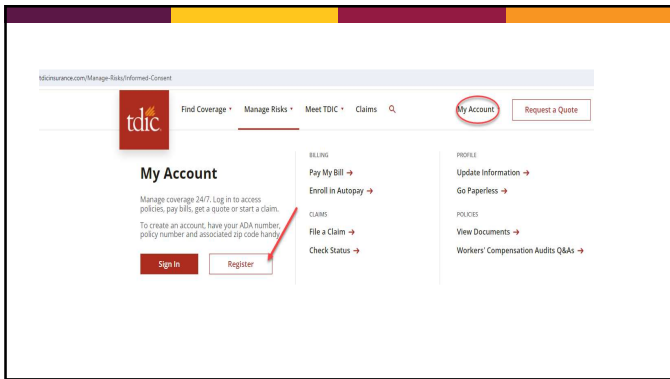 tdicinsurance.com/Manage-Risks/Informed-Consent
tdic
Find Coverage Manage Risks Meet TDIC Claims My Account Request a Quote
My Account
Manage coverage 24/7. Log in to access
policies, pay bills, get a quote or start a claim.
To create an account, have your ADA number,
policy number and associated zip code handy.
Sign In Register
BILLING
Pay My Bill →
Enroll in Autopay →
CLAIMS
File a Claim →
Check Status →
PROFILE
Update Information →
Go Paperless →
POLICIES
View Documents →
Workers' Compensation Audits Q&As →